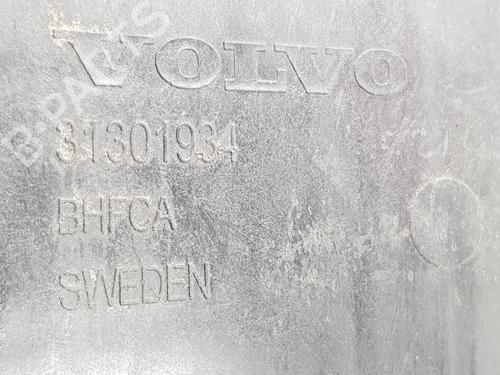 VOLVO
31301934
BHFCA
SWEDEN
B-PARTS